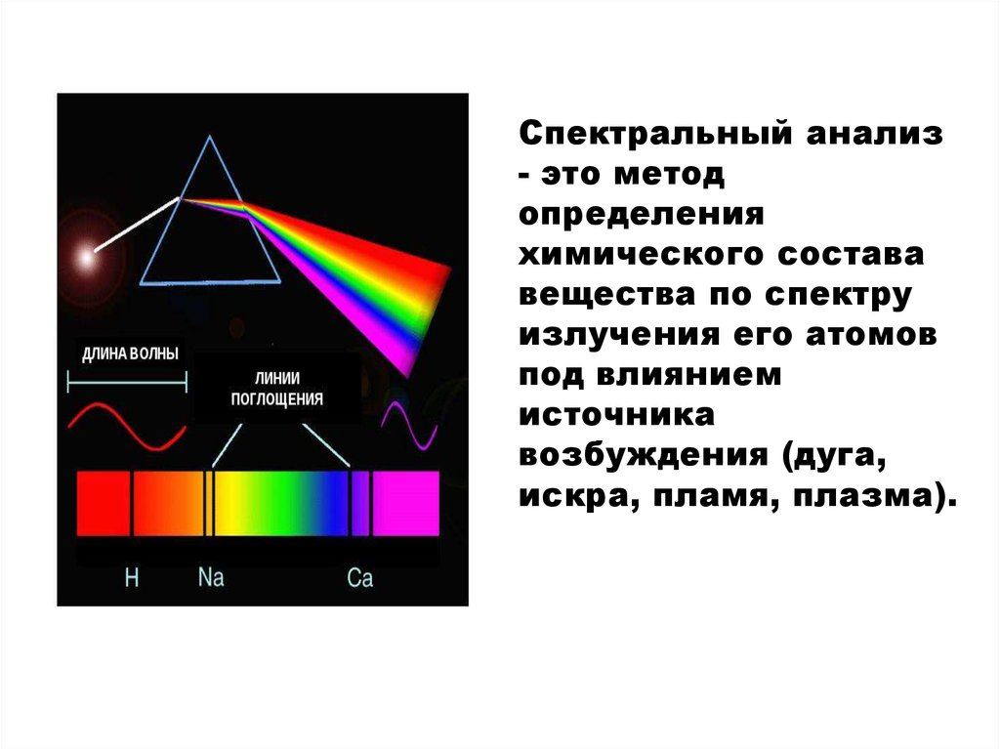 ДЛИНА ВОЛНЫ
ЛИНИИ
ПОГЛОЩЕНИЯ
H Na Ca
Спектральный анализ
- это метод
определения
химического состава
вещества по спектру
излучения его атомов
под влиянием
источника
возбуждения (дуга,
искра, пламя, плазма).